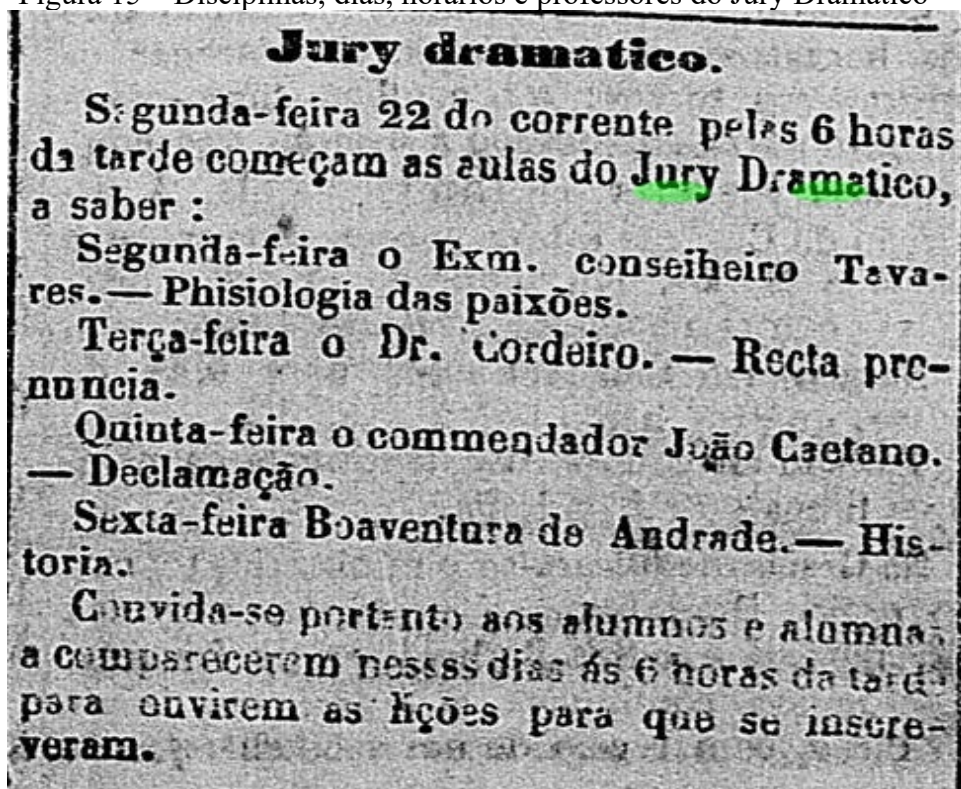 Figura 15 – Disciplinas, dias, horários e professores do Jury Dramático
Jury dramatico.
Segunda-feira 22 do corrente pelas 6 horas
da tarde começam as aulas do Jury Dramatico,
a saber :
Segunda-feira o Exm. conselheiro Tava-
res.— Phisiologia das paixões.
Terça-feira o Dr. Cordeiro. — Recta pro-
nuncia.
Quinta-feira o commendador João Caetano.
— Declamação.
Sexta-feira Boaventura de Andrade.— His-
toria.
Convida-se portanto aos alumnos e alumnas
a comparecerem nesses dias ás 6 horas da tarde
para ouvirem as lições para que se inscre-
veram.